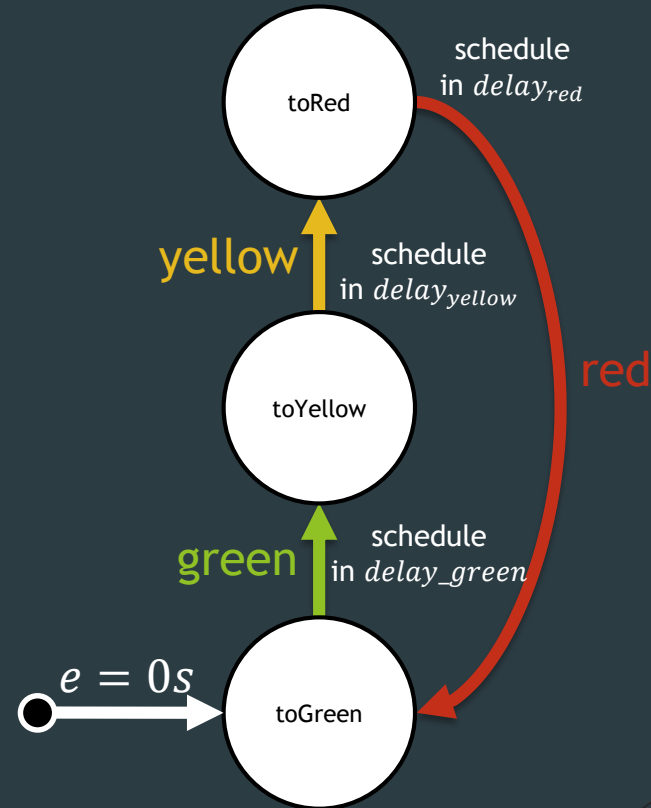 schedule
in delay_red
toRed
yellow
schedule
in delay_yellow
red
toYellow
green
schedule
in delay_green
e = 0s
toGreen